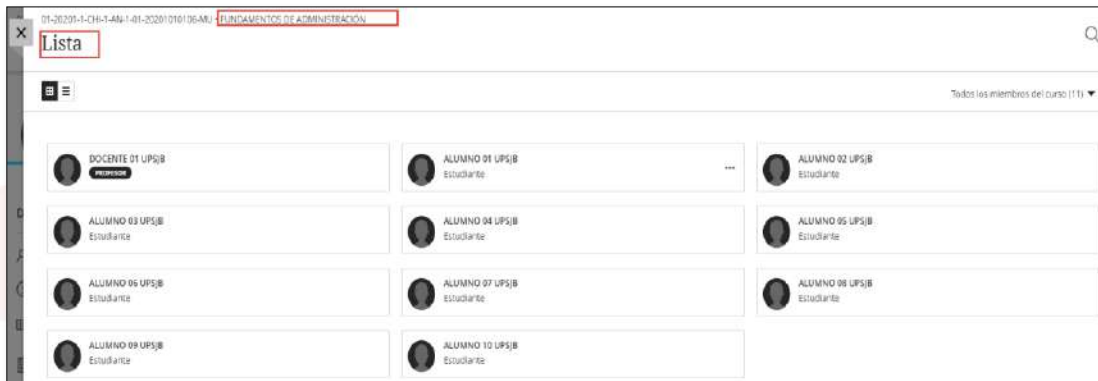 01-20201-1-CHI-1-AN-1-01-20201010106-MU - FUNDAMENTOS DE ADMINISTRACIÓN
Lista
Todos los miembros del curso (11)
DOCENTE 01 UPSJB
PROFESOR
ALUMNO 01 UPSJB
Estudiante
ALUMNO 02 UPSJB
Estudiante
ALUMNO 03 UPSJB
Estudiante
ALUMNO 04 UPSJB
Estudiante
ALUMNO 05 UPSJB
Estudiante
ALUMNO 06 UPSJB
Estudiante
ALUMNO 07 UPSJB
Estudiante
ALUMNO 08 UPSJB
Estudiante
ALUMNO 09 UPSJB
Estudiante
ALUMNO 10 UPSJB
Estudiante